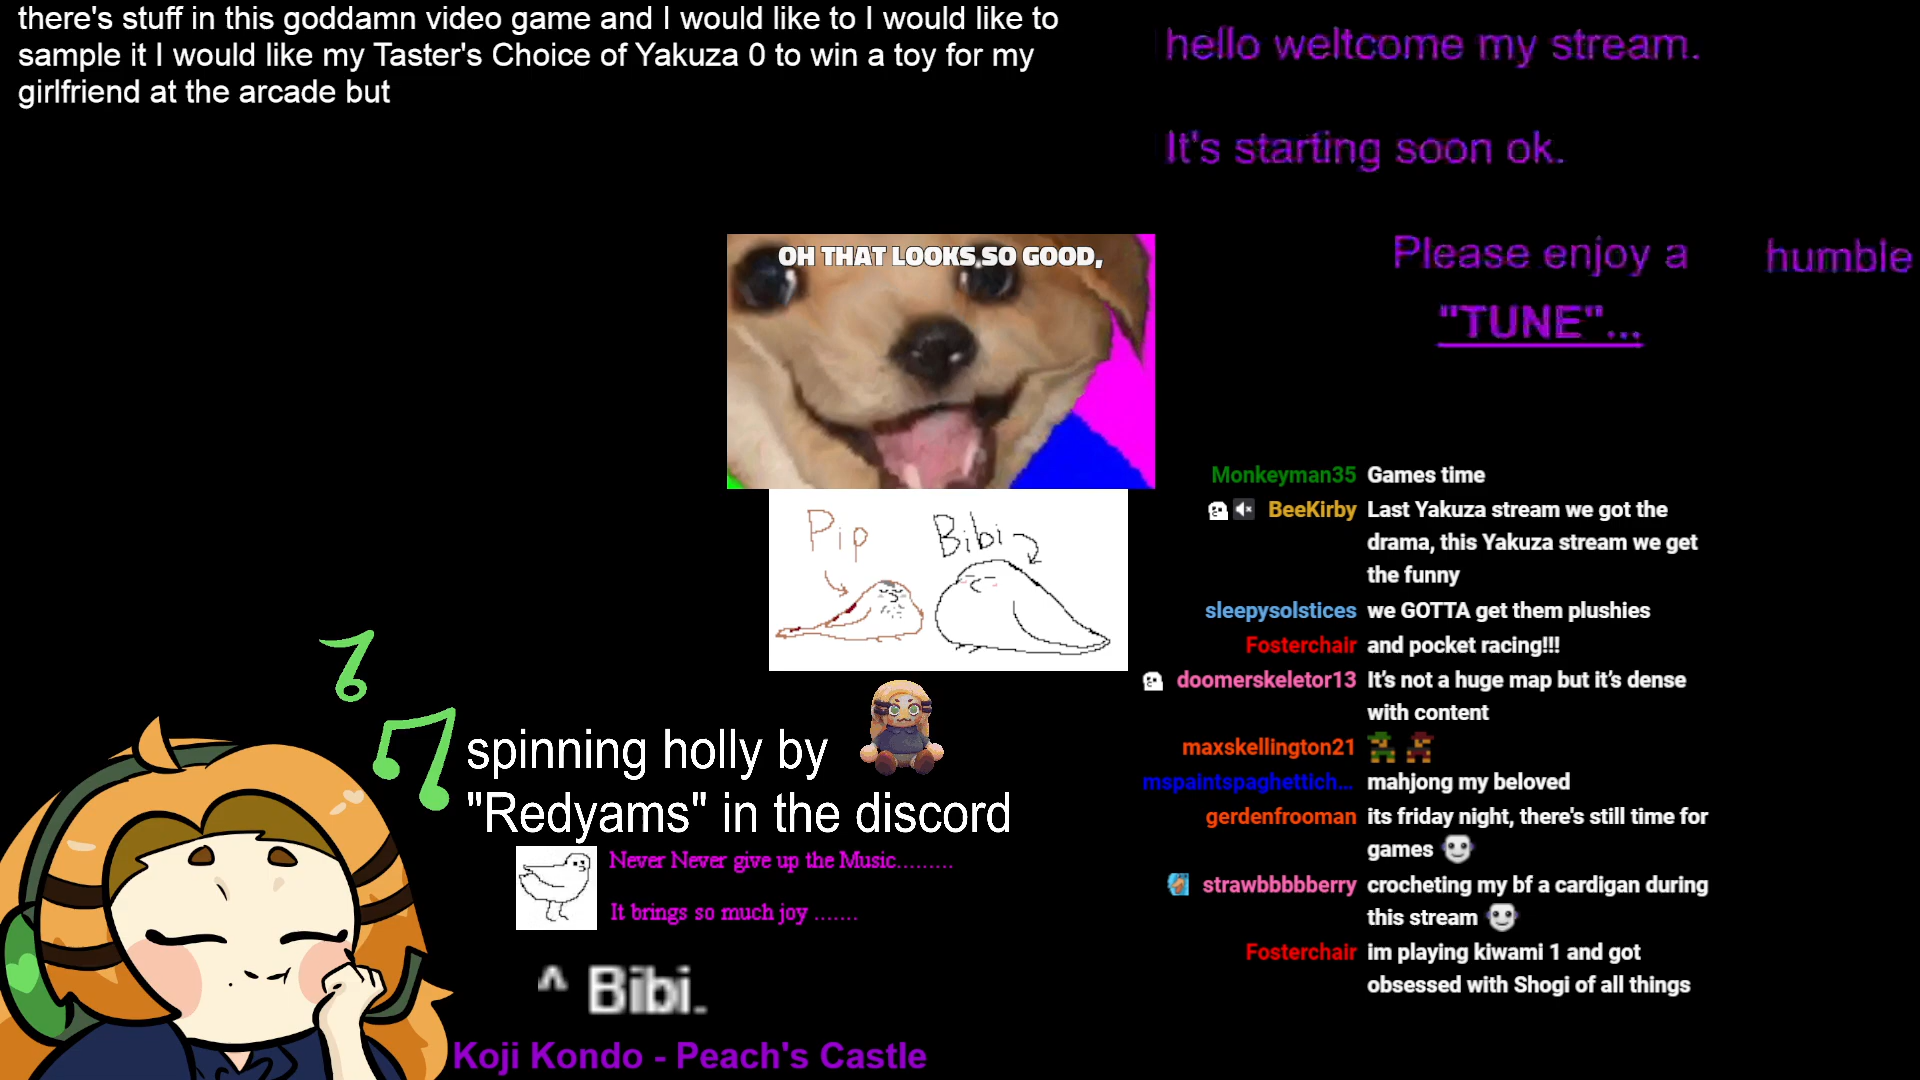 there's stuff in this goddamn video game and I would like to I would like to
sample it I would like my Taster's Choice of Yakuza 0 to win a toy for my
girlfriend at the arcade but
hello weltcome my stream.
It's starting soon ok.
Please enjoy a humble
"TUNE"...
OH THAT LOOKS SO GOOD,
Pip
Bibi
spinning holly by
"Redyams" in the discord
Never Never give up the Music.........
It brings so much joy .......
^ Bibi.
Koji Kondo - Peach's Castle
Monkeyman35 Games time
BeeKirby Last Yakuza stream we got the
drama, this Yakuza stream we get
the funny
sleepysolstices we GOTTA get them plushies
Fosterchair and pocket racing!!!
doomerskeletor13 It's not a huge map but it's dense
with content
maxskellington21
mspaintspaghettich... mahjong my beloved
gerdenfrooman its friday night, there's still time for
games
strawbbbbberry crocheting my bf a cardigan during
this stream
Fosterchair im playing kiwami 1 and got
obsessed with Shogi of all things